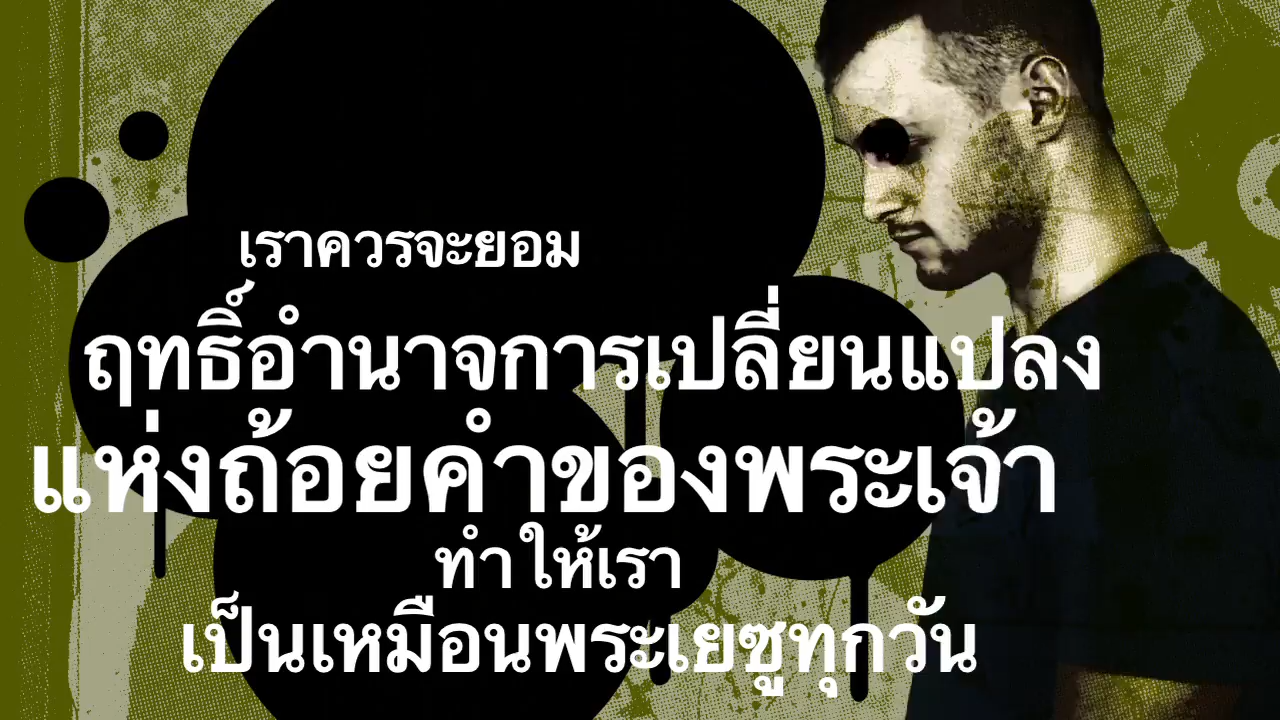 เราควรจะยอม
ฤทธิ์อำนาจการเปลี่ยนแปลง
แห่งถ้อยคำของพระเจ้า
ทำให้เรา
เป็นเหมือนพระเยซูทุกวัน